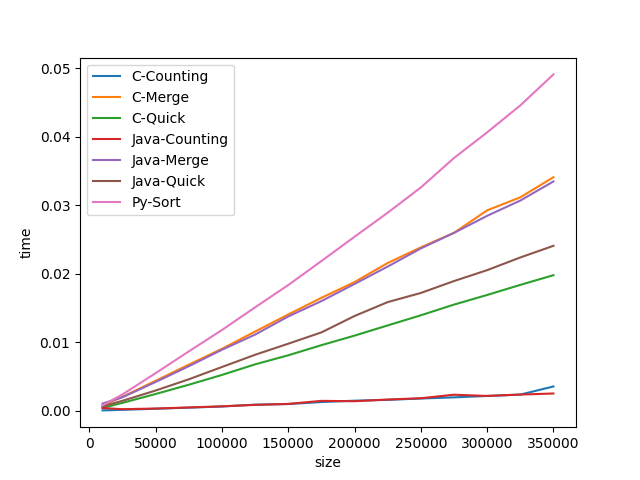 0.05
0.04
0.03
0.02
0.01
0.00
time
C-Counting
C-Merge
C-Quick
Java-Counting
Java-Merge
Java-Quick
Py-Sort
0 50000 100000 150000 200000 250000 300000 350000
size